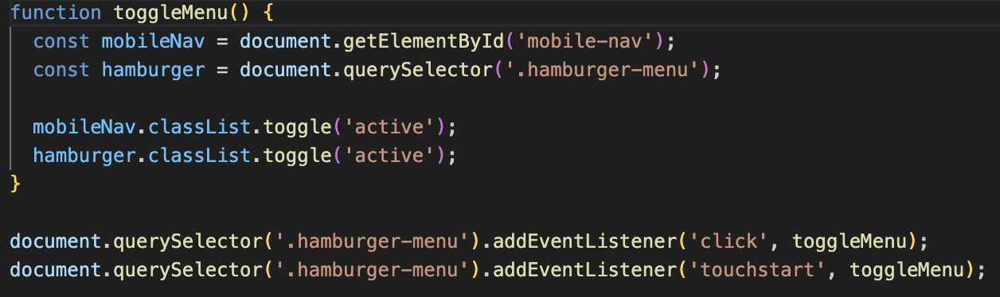 function toggleMenu() {
  const mobileNav = document.getElementById('mobile-nav');
  const hamburger = document.querySelector('.hamburger-menu');

  mobileNav.classList.toggle('active');
  hamburger.classList.toggle('active');
}

document.querySelector('.hamburger-menu').addEventListener('click', toggleMenu);
document.querySelector('.hamburger-menu').addEventListener('touchstart', toggleMenu);